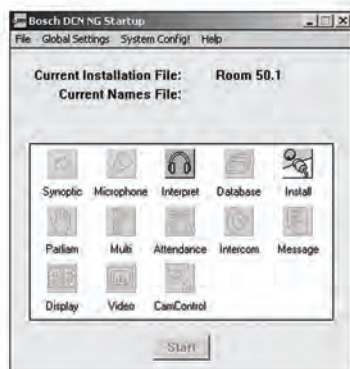 Bosch DCN NG Startup
File Global Settings System Config! Help
Current Installation File: Room 50.1
Current Names File:
Synoptic Microphone Interpret Database Install
Parliam Multi Attendance Intercom Message
Display Video CamControl
Start